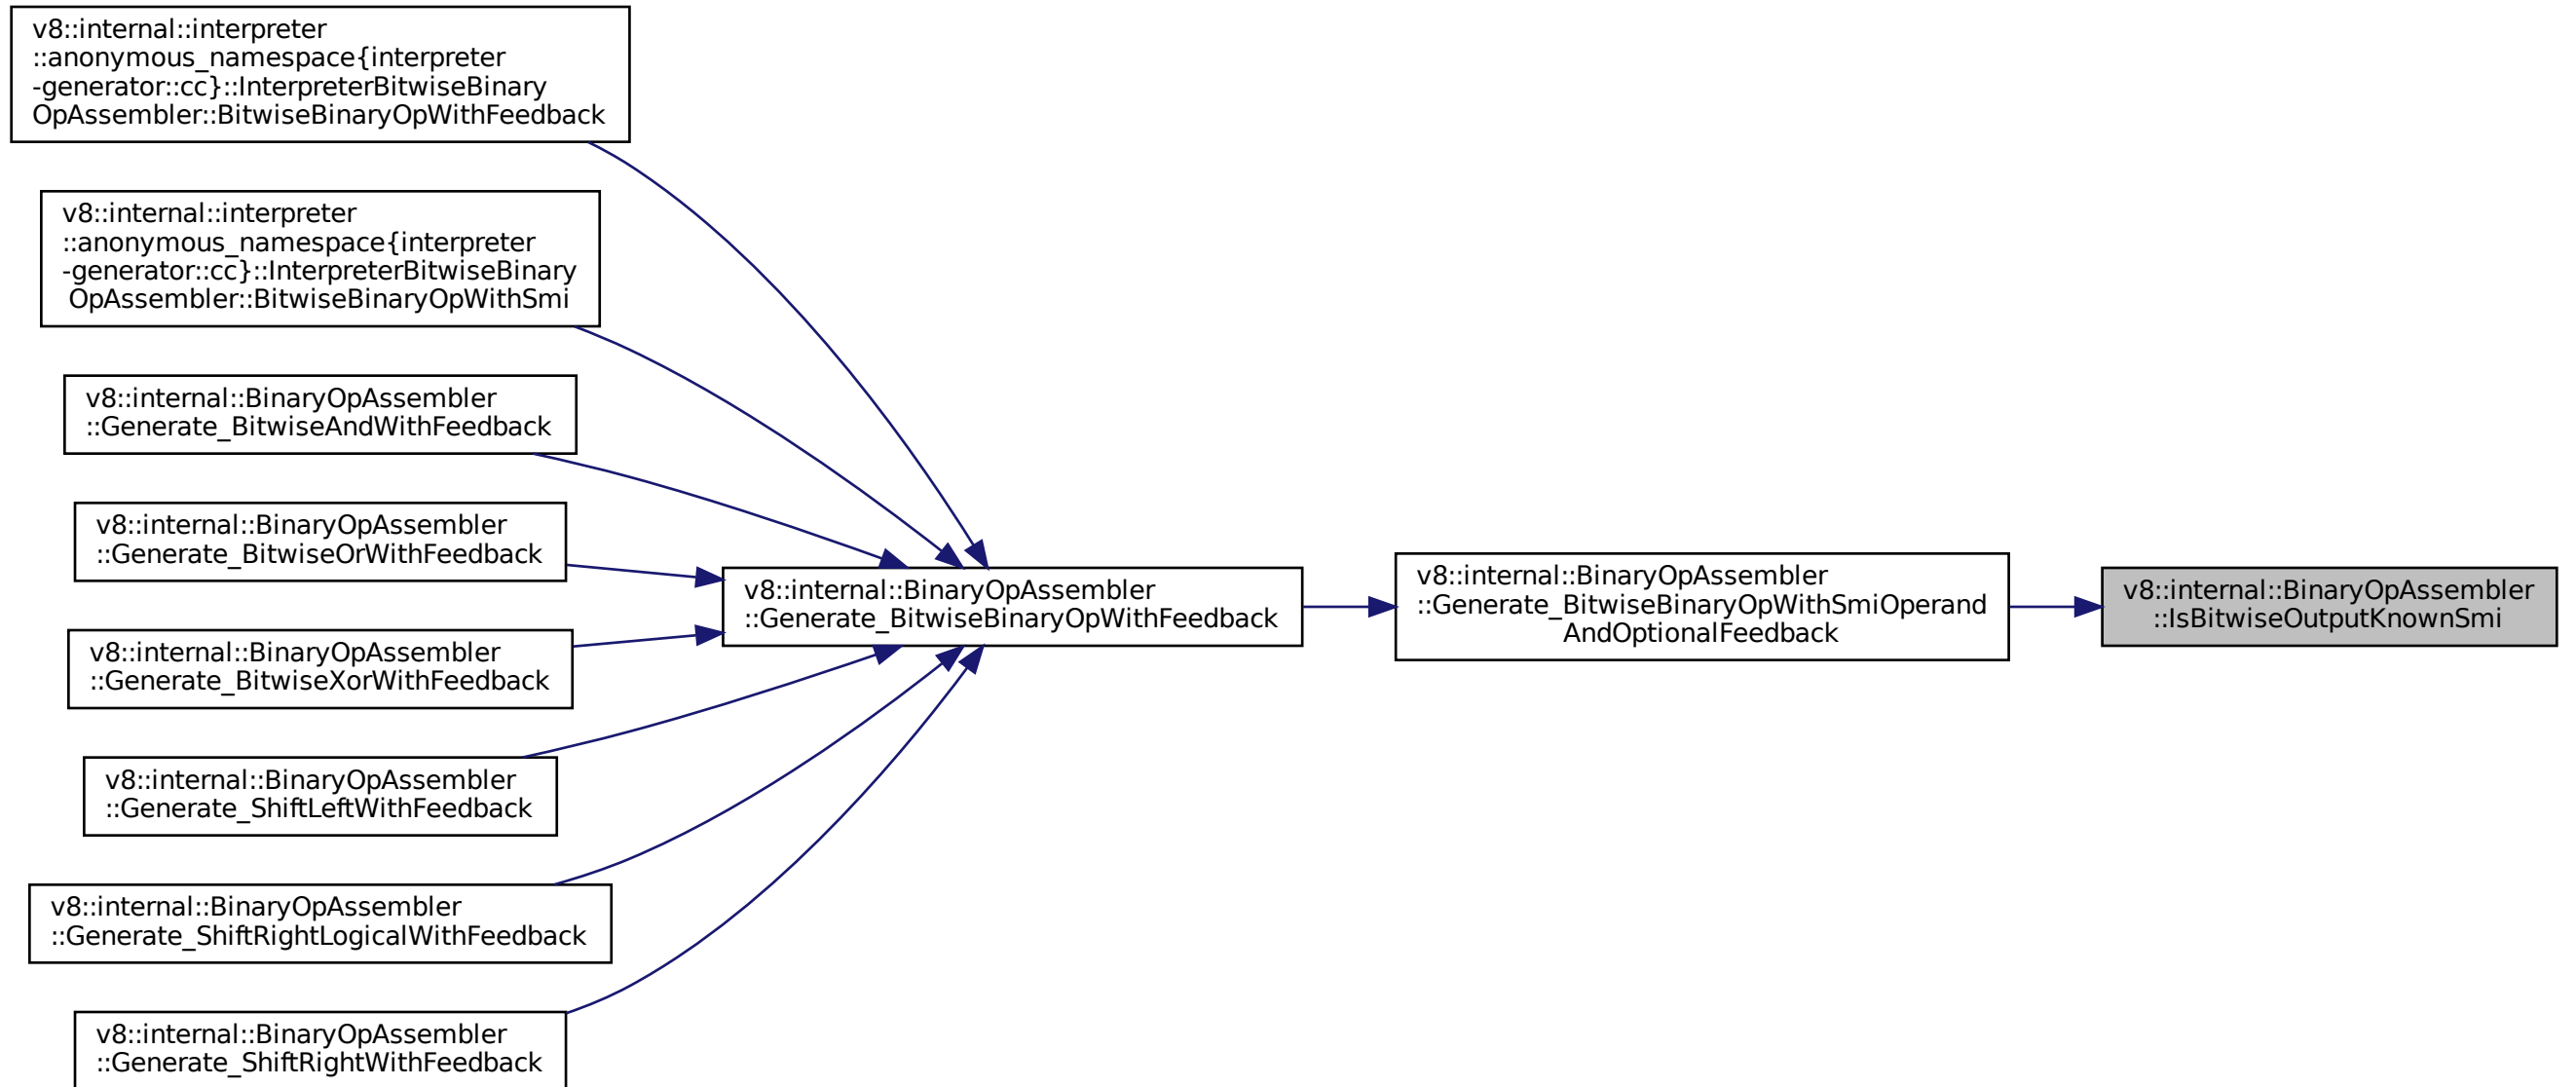 v8::internal::interpreter
::anonymous_namespace{interpreter
-generator::cc}::InterpreterBitwiseBinary
OpAssembler::BitwiseBinaryOpWithFeedback
v8::internal::interpreter
::anonymous_namespace{interpreter
-generator::cc}::InterpreterBitwiseBinary
OpAssembler::BitwiseBinaryOpWithSmi
v8::internal::BinaryOpAssembler
::Generate_BitwiseAndWithFeedback
v8::internal::BinaryOpAssembler
::Generate_BitwiseOrWithFeedback
v8::internal::BinaryOpAssembler
::Generate_BitwiseXorWithFeedback
v8::internal::BinaryOpAssembler
::Generate_ShiftLeftWithFeedback
v8::internal::BinaryOpAssembler
::Generate_ShiftRightLogicalWithFeedback
v8::internal::BinaryOpAssembler
::Generate_ShiftRightWithFeedback
v8::internal::BinaryOpAssembler
::Generate_BitwiseBinaryOpWithFeedback
v8::internal::BinaryOpAssembler
::Generate_BitwiseBinaryOpWithSmiOperand
AndOptionalFeedback
v8::internal::BinaryOpAssembler
::IsBitwiseOutputKnownSmi